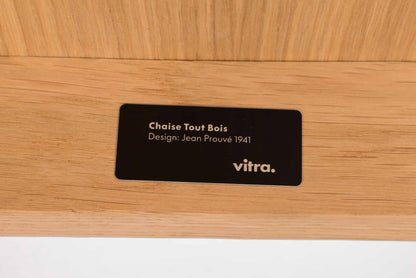 Chaise Tout Bois
Design: Jean Prouvé 1941
vitra.